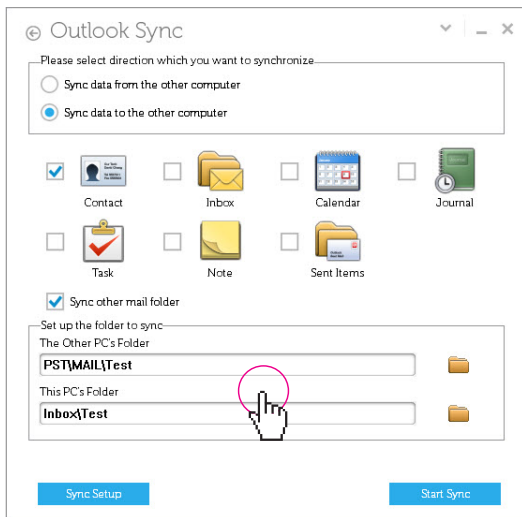 Outlook Sync
Please select direction which you want to synchronize
Sync data from the other computer
Sync data to the other computer
Contact
Inbox
Calendar
Journal
Task
Note
Sent Items
Sync other mail folder
Set up the folder to sync
The Other PC's Folder
PST\MAIL\Test
This PC's Folder
Inbox\Test
Sync Setup
Start Sync